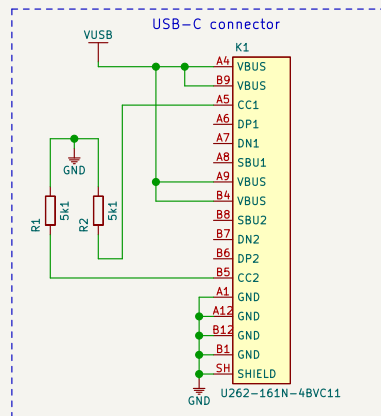 USB-C connector
VUSB
K1
A4 VBUS
B9 VBUS
A5 CC1
A6 DP1
A7 DN1
A8 SBU1
A9 VBUS
B4 VBUS
B8 SBU2
B7 DN2
B6 DP2
B5 CC2
A1 GND
A12 GND
B12 GND
B1 GND
SH SHIELD
GND
R1
5k1
R2
5k1
GND
U262-161N-4BVC11